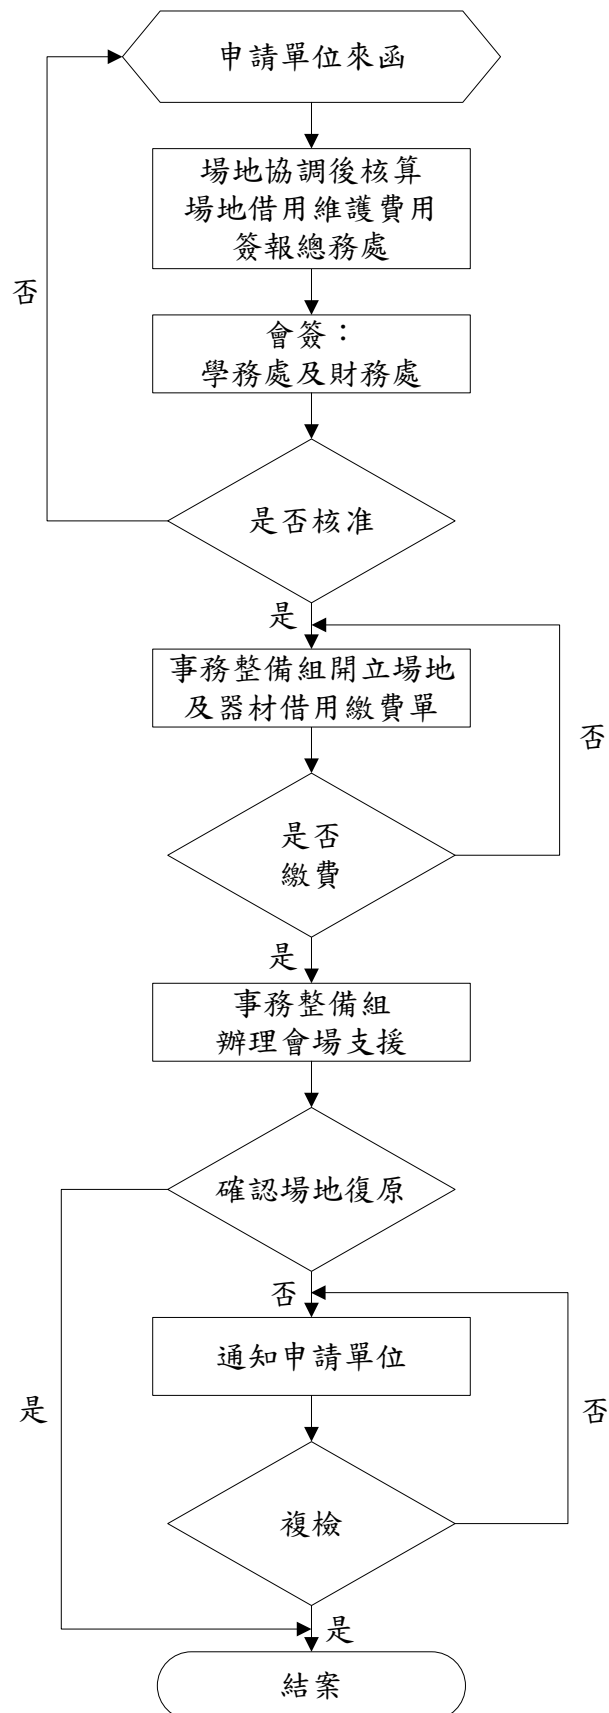 申請單位來函
場地協調後核算
場地借用維護費用
簽報總務處
否
會簽：
學務處及財務處
是否核准
是
事務整備組開立場地
及器材借用繳費單
否
是否
繳費
是
事務整備組
辦理會場支援
確認場地復原
否
通知申請單位
是
否
複檢
是
結案